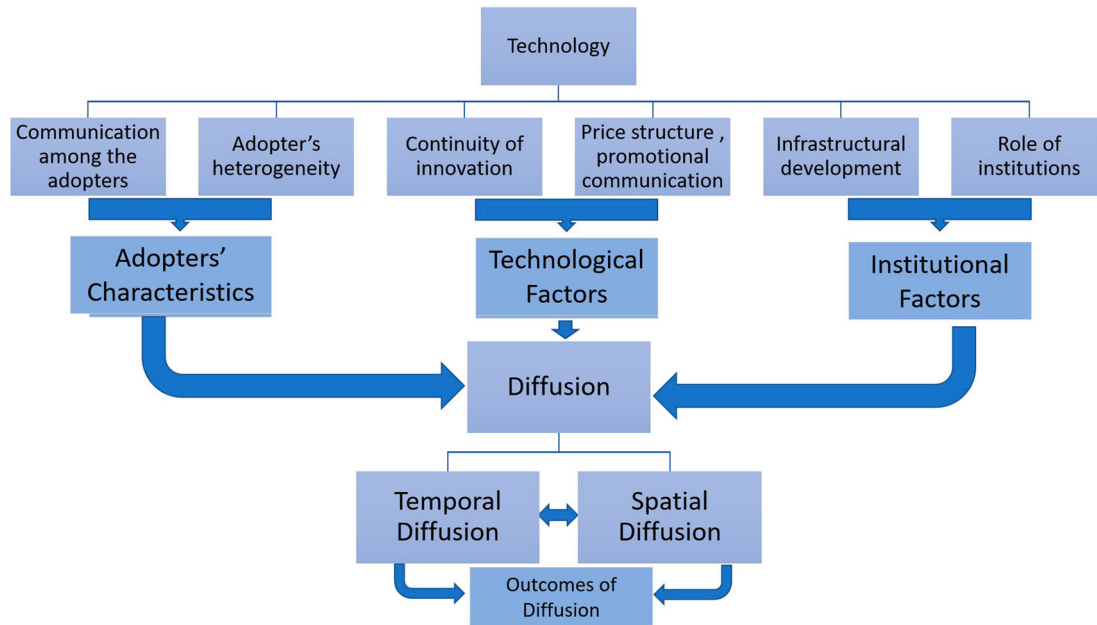 Technology
Communication
among the
adopters
Adopter’s
heterogeneity
Continuity of
innovation
Price structure ,
promotional
communication
Infrastructural
development
Role of
institutions
Adopters’
Characteristics
Technological
Factors
Institutional
Factors
Diffusion
Temporal
Diffusion
Spatial
Diffusion
Outcomes of
Diffusion